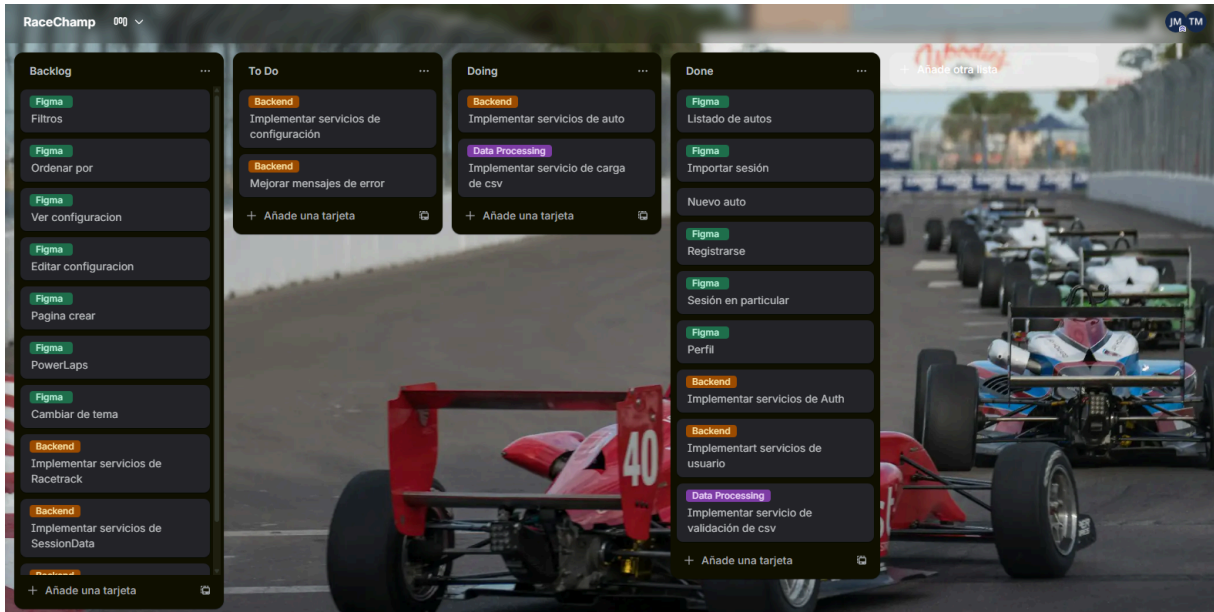 RaceChamp
JM TM
Backlog
Figma
Filtros
Figma
Ordenar por
Figma
Ver configuracion
Figma
Editar configuracion
Figma
Pagina crear
Figma
PowerLaps
Figma
Cambiar de tema
Backend
Implementar servicios de
Racetrack
Backend
Implementar servicios de
SessionData
Backend
+ Añade una tarjeta
To Do
Backend
Implementar servicios de
configuración
Backend
Mejorar mensajes de error
+ Añade una tarjeta
Doing
Backend
Implementar servicios de auto
Data Processing
Implementar servicio de carga
de csv
+ Añade una tarjeta
Done
Figma
Listado de autos
Figma
Importar sesión
Nuevo auto
Figma
Registrarse
Figma
Sesión en particular
Figma
Perfil
Backend
Implementar servicios de Auth
Backend
Implementart servicios de
usuario
Data Processing
Implementar servicio de
validación de csv
+ Añade una tarjeta
+ Añade otra lista
40